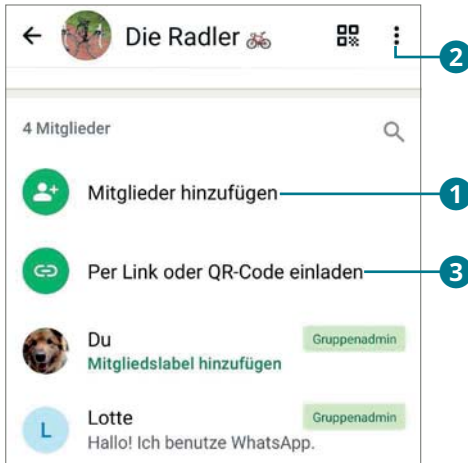 Die Radler 🚲
2
4 Mitglieder
Mitglieder hinzufügen
1
Per Link oder QR-Code einladen
3
Du
Gruppenadmin
Mitgliedslabel hinzufügen
L
Lotte
Gruppenadmin
Hallo! Ich benutze WhatsApp.